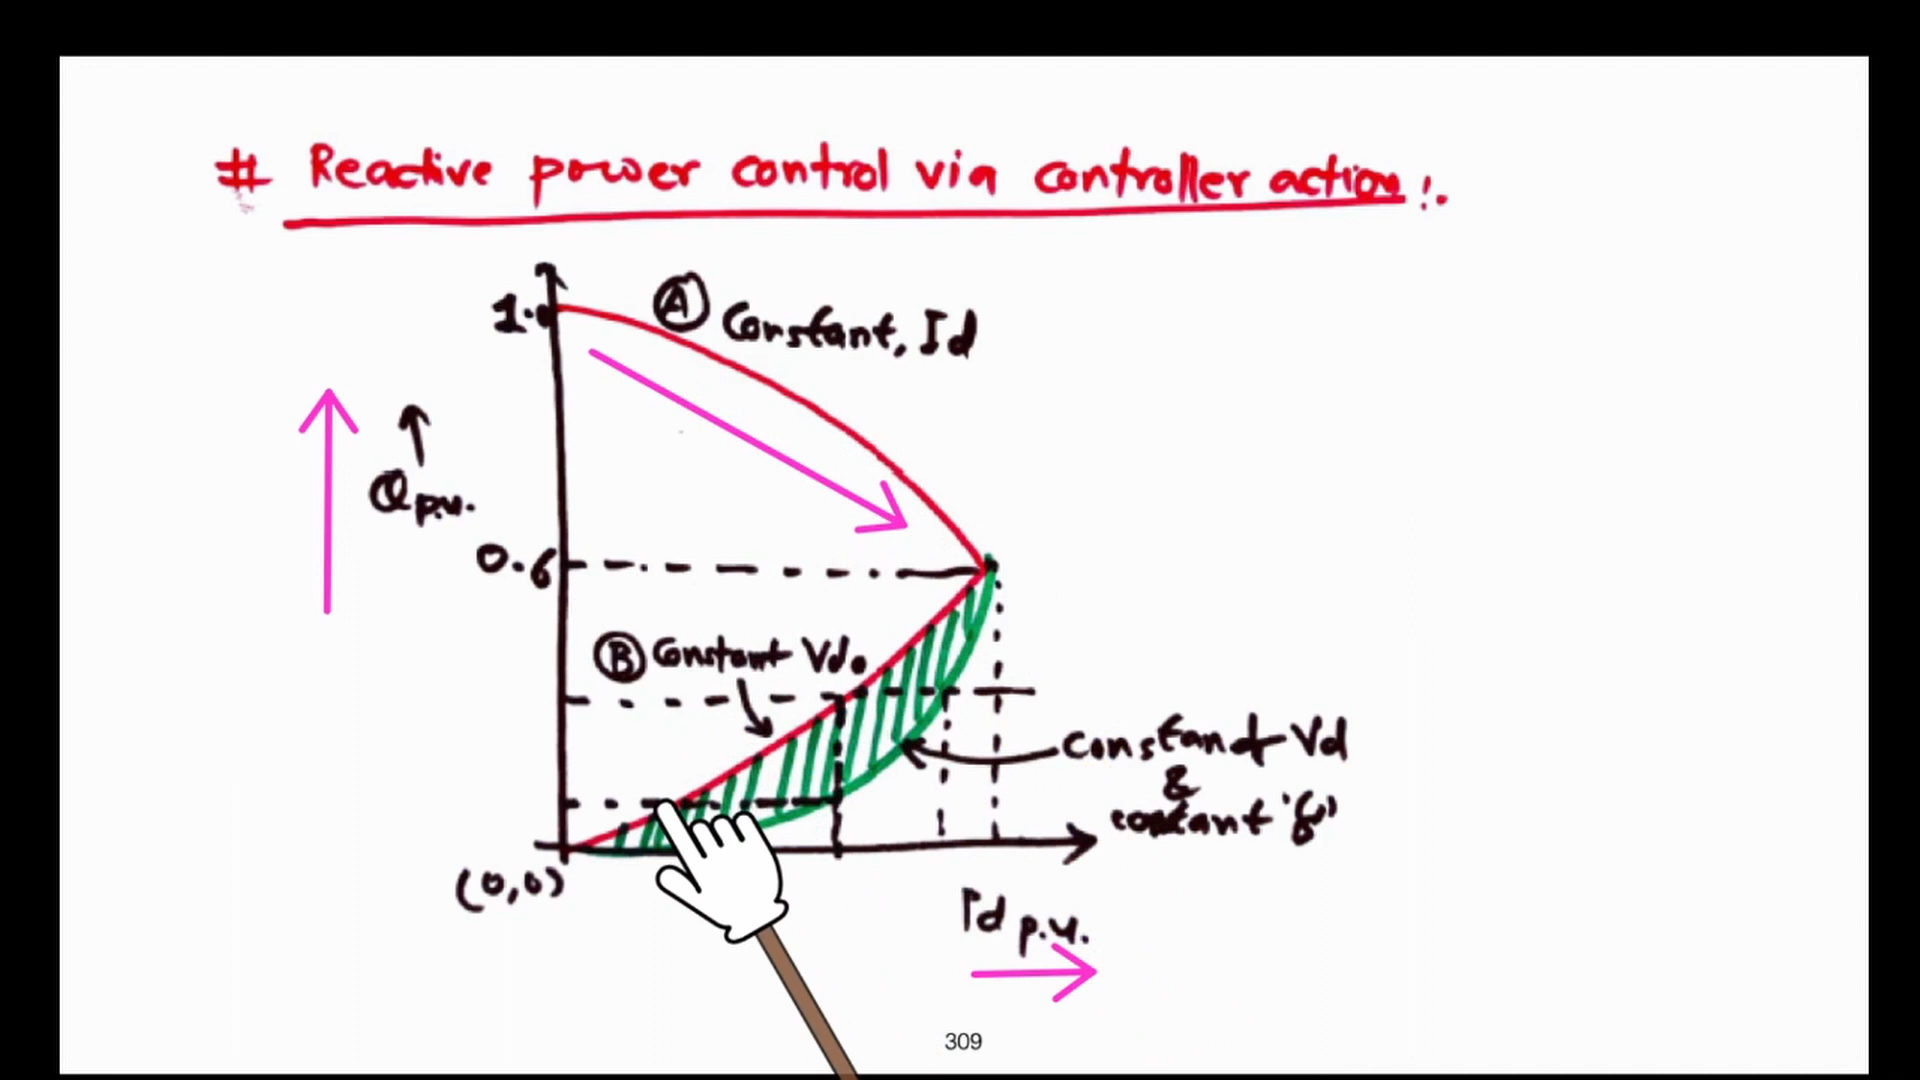 # Reactive power control via controller action :.
1.0
(A) Constant, Id
Q p.u.
0.6
(B) Constant Vdo
Constant Vd
&
constant 'γ'
(0,0)
Id p.u.
309